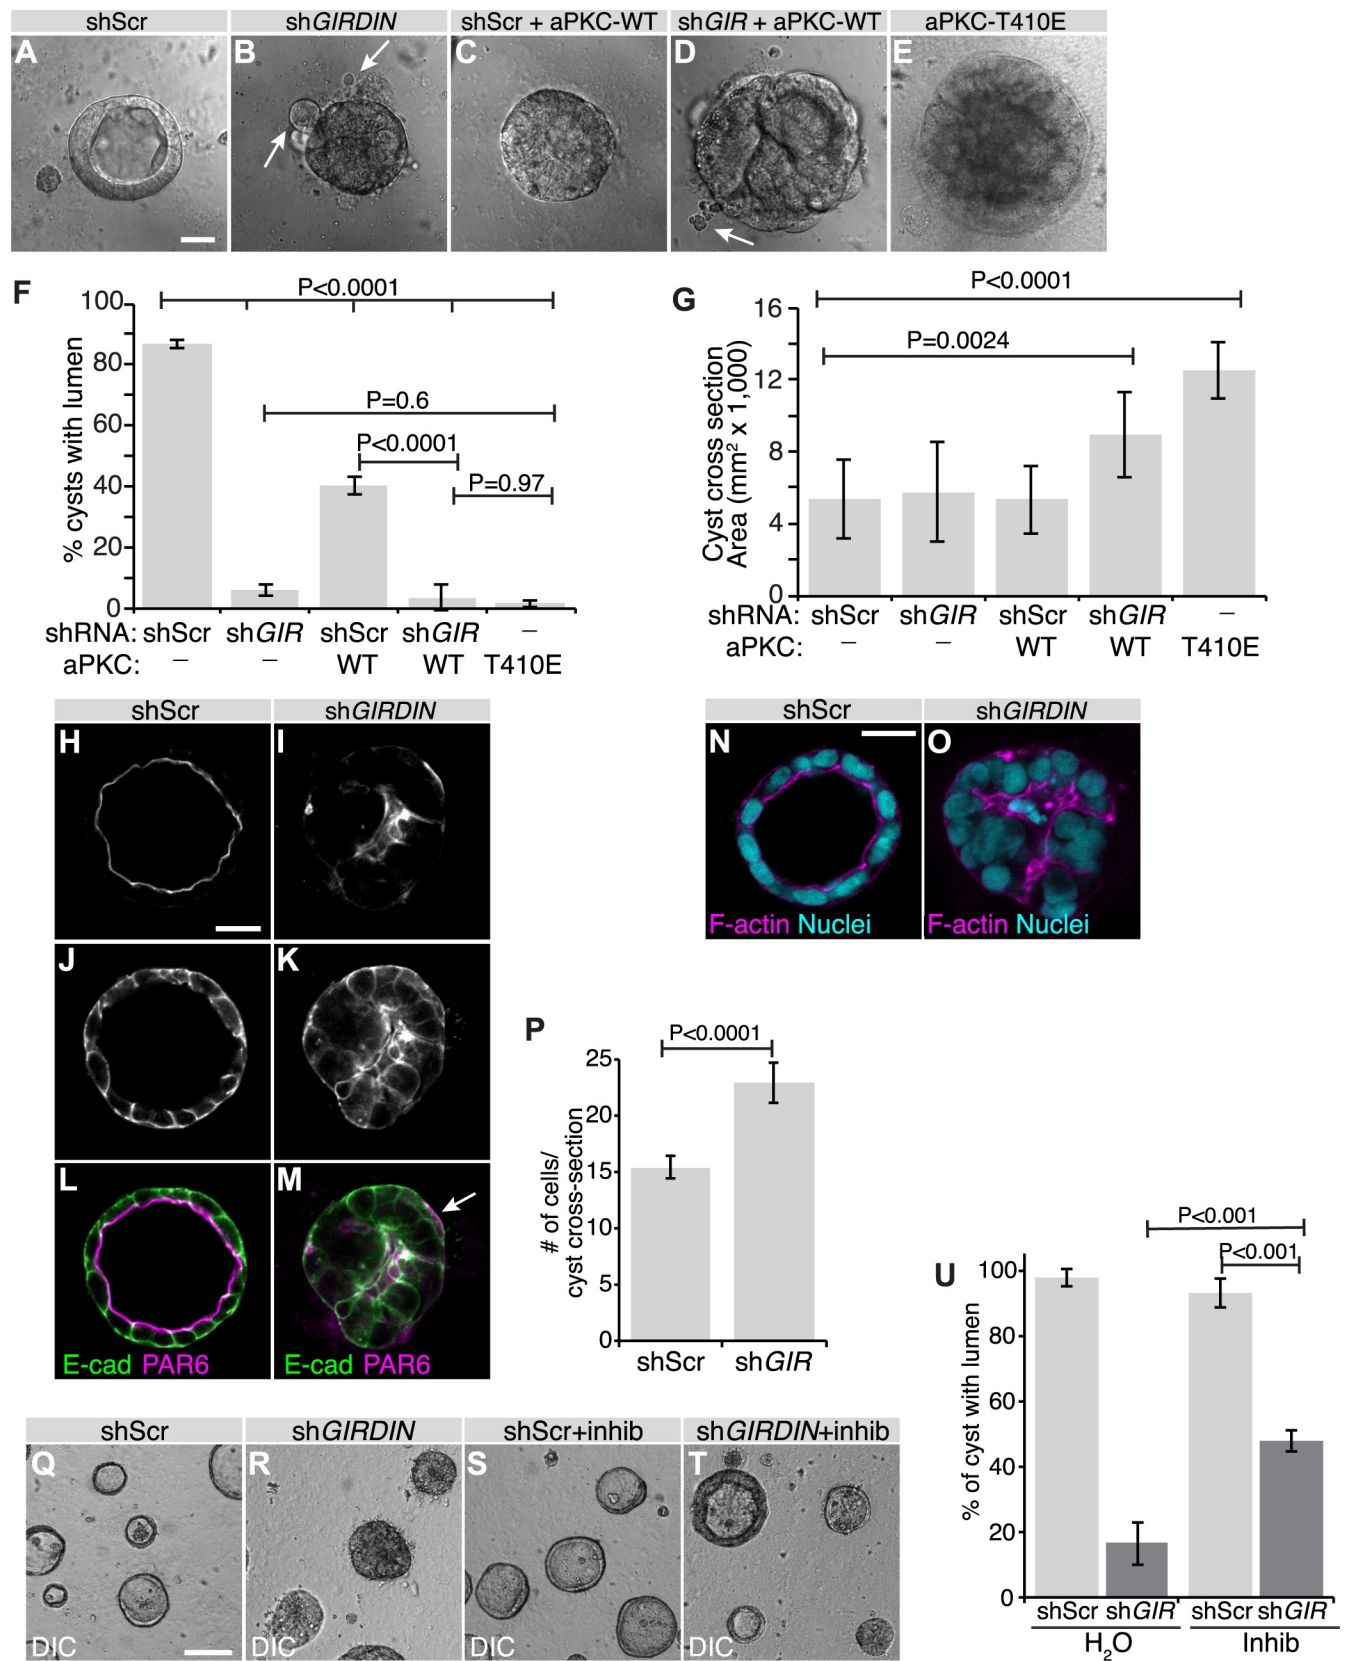 shScr
shGIRDIN
shScr + aPKC-WT
shGIR + aPKC-WT
aPKC-T410E
A
B
C
D
E
F
P<0.0001
100
80
60
40
20
0
% cysts with lumen
P=0.6
P<0.0001
P=0.97
shRNA: shScr shGIR shScr shGIR –
aPKC: – – WT WT T410E
G
P<0.0001
P=0.0024
16
12
8
4
0
Cyst cross section
Area (mm² x 1,000)
shRNA: shScr shGIR shScr shGIR –
aPKC: – – WT WT T410E
shScr
shGIRDIN
H
I
J
K
L
M
E-cad PAR6
E-cad PAR6
shScr
shGIRDIN
N
O
F-actin Nuclei
F-actin Nuclei
P
P<0.0001
25
20
15
10
5
0
# of cells/
cyst cross-section
shScr shGIR
shScr
shGIRDIN
shScr+inhib
shGIRDIN+inhib
Q
R
S
T
DIC
DIC
DIC
DIC
U
P<0.001
P<0.001
100
80
60
40
20
0
% of cyst with lumen
shScr shGIR shScr shGIR
H₂O Inhib